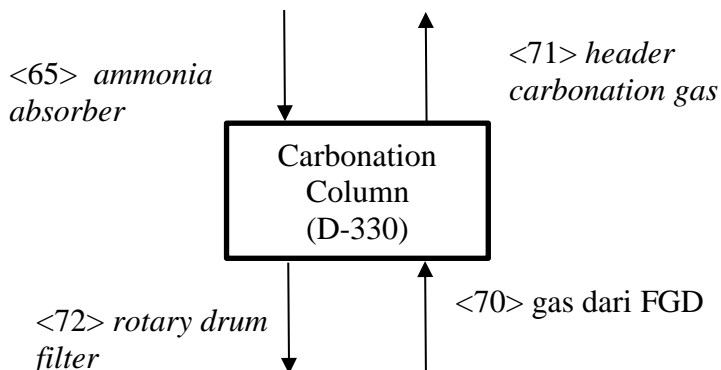 <65> ammonia
absorber
<71> header
carbonation gas
Carbonation
Column
(D-330)
<72> rotary drum
filter
<70> gas dari FGD